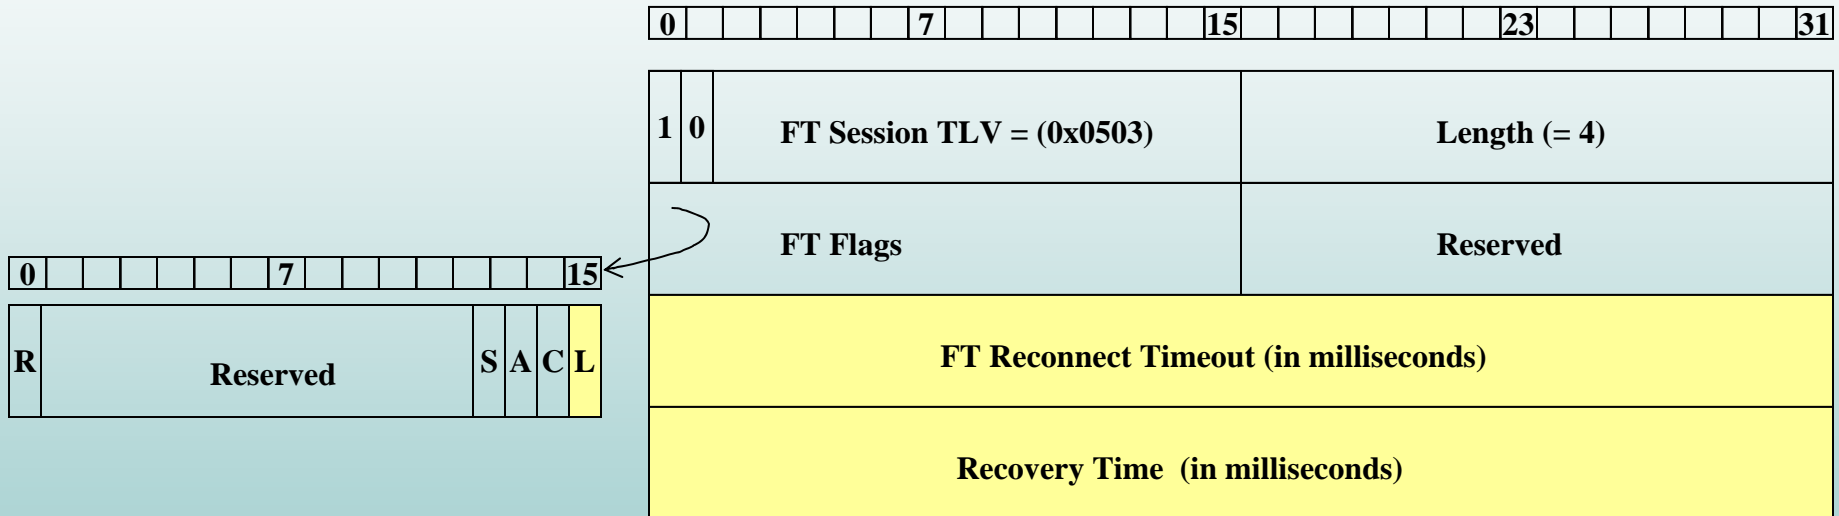 0 7 15 23 31
1 0 FT Session TLV = (0x0503) Length (= 4)
FT Flags Reserved
0 7 15
R Reserved S A C L
FT Reconnect Timeout (in milliseconds)
Recovery Time (in milliseconds)